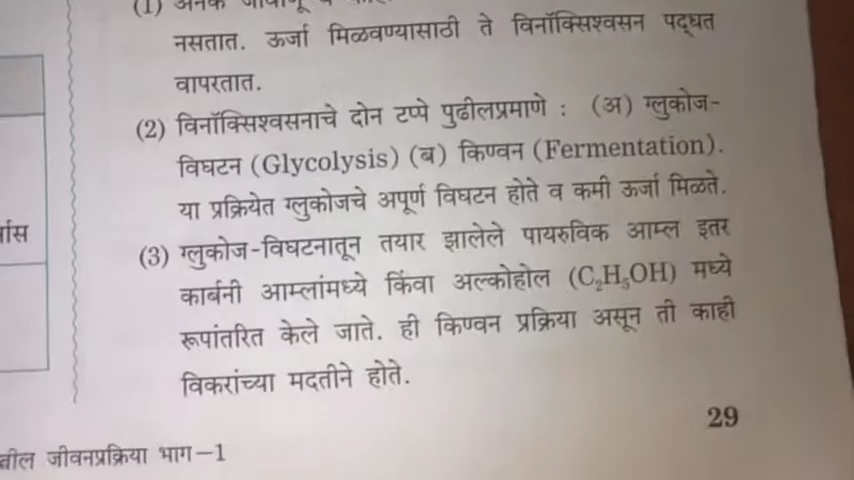 (1) अनेक
नसतात. ऊर्जा मिळवण्यासाठी ते विनॉक्सिश्वसन पद्धत
वापरतात.
(2) विनॉक्सिश्वसनाचे दोन टप्पे पुढीलप्रमाणे : (अ) ग्लुकोज-
विघटन (Glycolysis) (ब) किण्वन (Fermentation).
या प्रक्रियेत ग्लुकोजचे अपूर्ण विघटन होते व कमी ऊर्जा मिळते.
(3) ग्लुकोज-विघटनातून तयार झालेले पायरुविक आम्ल इतर
कार्बनी आम्लांमध्ये किंवा अल्कोहोल (C₂H₅OH) मध्ये
रूपांतरित केले जाते. ही किण्वन प्रक्रिया असून ती काही
विकरांच्या मदतीने होते.
29
जीवनप्रक्रिया भाग-1